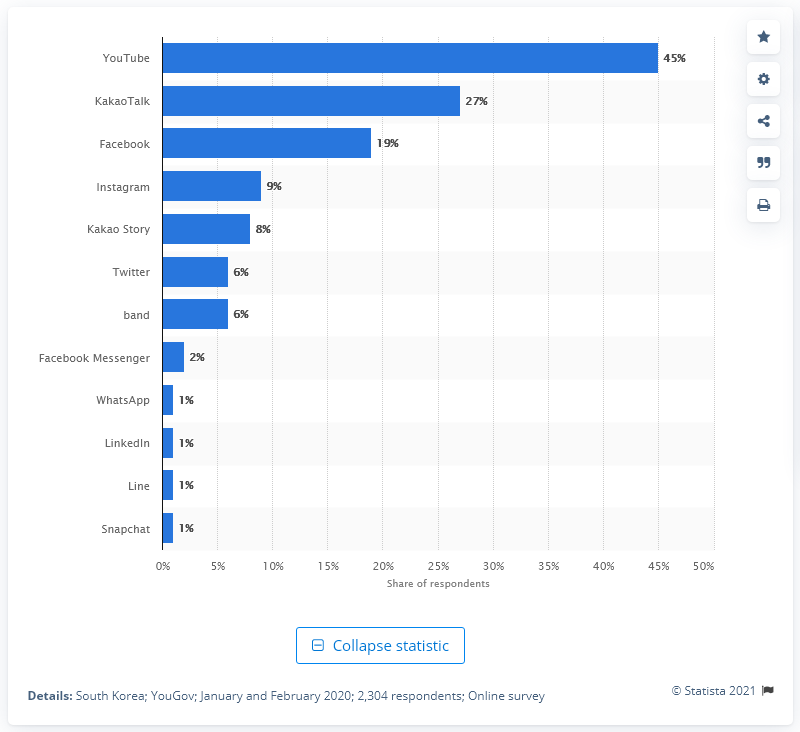 YouTube 45%
KakaoTalk 27%
Facebook 19%
Instagram 9%
Kakao Story 8%
Twitter 6%
band 6%
Facebook Messenger 2%
WhatsApp 1%
LinkedIn 1%
Line 1%
Snapchat 1%
0% 5% 10% 15% 20% 25% 30% 35% 40% 45% 50%
Share of respondents
Collapse statistic
© Statista 2021
Details: South Korea; YouGov; January and February 2020; 2,304 respondents; Online survey